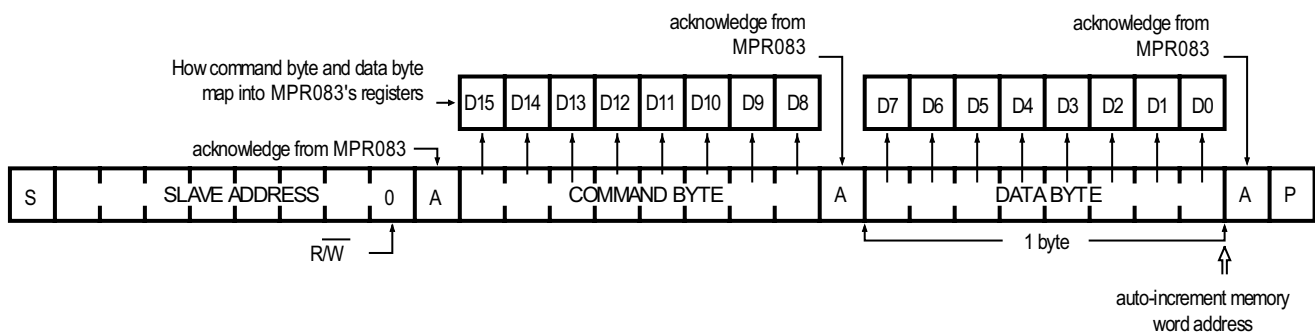 acknowledge from
MPR083
acknowledge from
MPR083
How command byte and data byte
map into MPR083's registers
D15 D14 D13 D12 D11 D10 D9 D8
D7 D6 D5 D4 D3 D2 D1 D0
acknowledge from MPR083
S SLAVE ADDRESS 0 A COMMAND BYTE A DATA BYTE A P
R/W
1 byte
auto-increment memory
word address